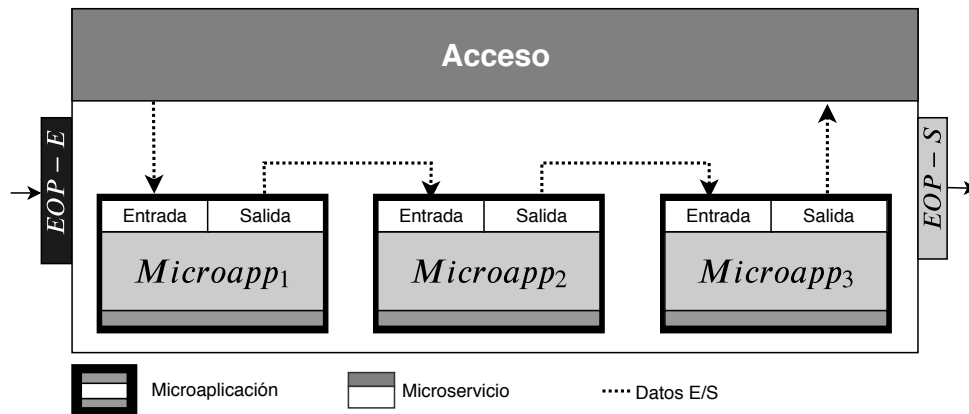 Acceso
EOP – E
EOP – S
Entrada Salida
Microapp₁
Entrada Salida
Microapp₂
Entrada Salida
Microapp₃
Microaplicación
Microservicio
Datos E/S